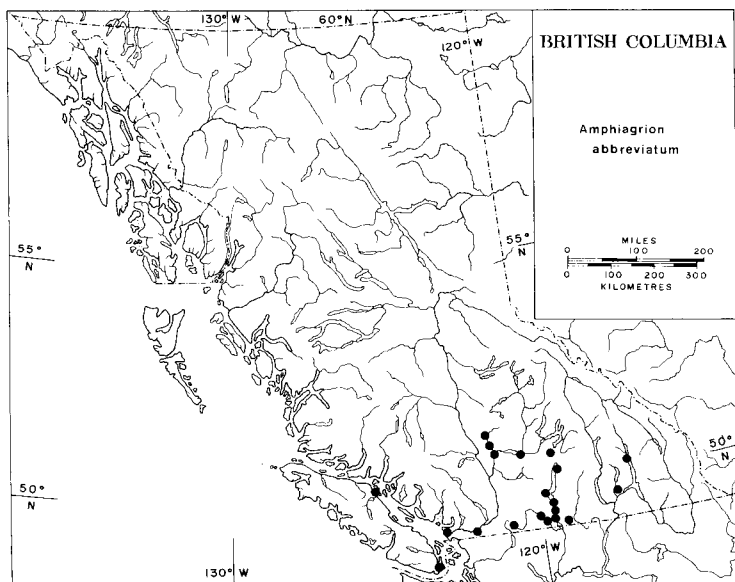 130° W
60° N
120° W
BRITISH COLUMBIA
Amphiagrion
abbreviatum
55°
N
55°
N
MILES
0 100 200
0 100 200 300
KILOMETRES
50°
N
50°
N
130° W
120° W